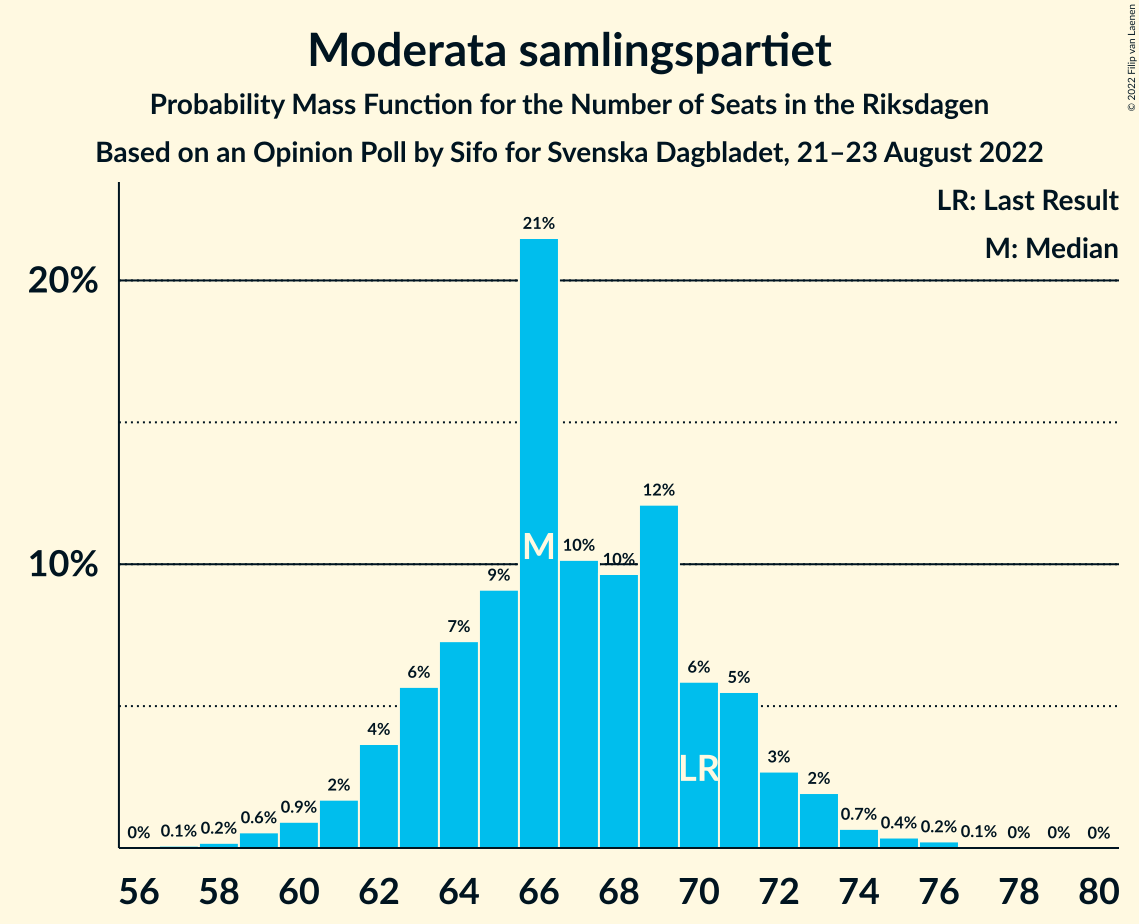 Moderata samlingspartiet
Probability Mass Function for the Number of Seats in the Riksdagen
Based on an Opinion Poll by Sifo for Svenska Dagbladet, 21–23 August 2022
© 2022 Filip van Laenen
LR: Last Result
M: Median
20%
10%
0% 0.1% 0.2% 0.6% 0.9% 2% 4% 6% 7% 9% 21% 10% 10% 12% 6% 5% 3% 2% 0.7% 0.4% 0.2% 0.1% 0% 0% 0%
M
LR
56 58 60 62 64 66 68 70 72 74 76 78 80